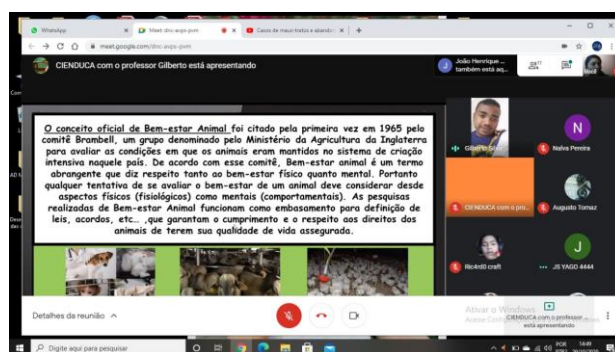 WhatsApp
Meet: dnc-avqs-pvm
Casos de maus-tratos e abandon
meet.google.com/dnc-avqs-pvm
CIENDUCA com o professor Gilberto está apresentando
João Henrique ...
também está aq...
O conceito oficial de Bem-estar Animal foi citado pela primeira vez em 1965 pelo
comitê Brambell, um grupo denominado pelo Ministério da Agricultura da Inglaterra
para avaliar as condições em que os animais eram mantidos no sistema de criação
intensiva naquele país. De acordo com esse comitê, Bem-estar animal é um termo
abrangente que diz respeito tanto ao bem-estar físico quanto mental. Portanto
qualquer tentativa de se avaliar o bem-estar de um animal deve considerar desde
aspectos físicos (fisiológicos) como mentais (comportamentais). As pesquisas
realizadas de Bem-estar Animal funcionam como embasamento para definição de
leis, acordos, etc... ,que garantam o cumprimento e o respeito aos direitos dos
animais de terem sua qualidade de vida assegurada.
Gilberto Silva
N
Nalva Pereira
CIENDUCA com o pro...
Augusto Tomaz
Ric4rd0 craft
J
JS YAGO 4444
Detalhes da reunião
Ativar o Windows
CIENDUCA com o professor ...
está apresentando
Digite aqui para pesquisar
POR
14:49